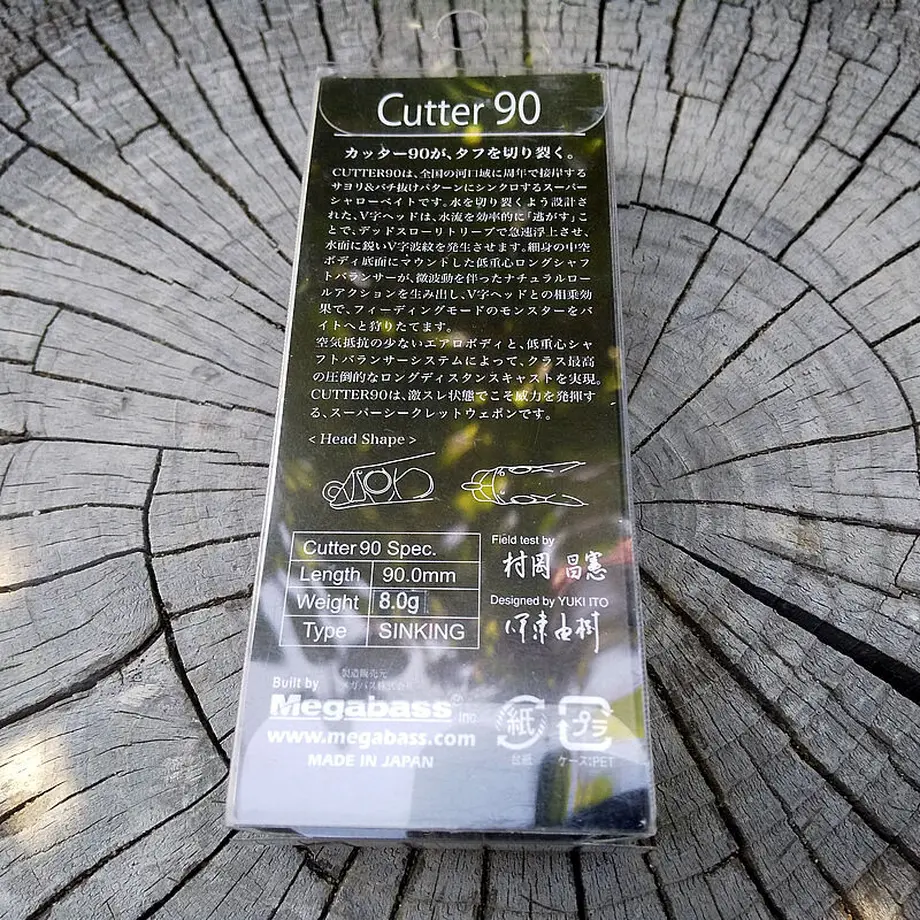 Cutter 90
カッター90が、タフを切り裂く。
CUTTER90は、全国の河口域に周年で接岸する
サヨリ&バチ抜けパターンにシンクロするスーパー
シャローベイトです。水を切り裂くよう設計さ
れた、V字ヘッドは、水流を効率的に「逃がす」こ
とで、デッドスローリトリーブで急速浮上させ、
水面に鋭いV字波紋を発生させます。細身の中空
ボディ底面にマウントした低重心ロングシャフ
トバランサーが、微波動を伴ったナチュラルロー
ルアクションを生み出し、V字ヘッドとの相乗効
果で、フィーディングモードのモンスターをバ
イトへと狩りたてます。
空気抵抗の少ないエアロボディと、低重心シャ
フトバランサーシステムによって、クラス最高
の圧倒的なロングディスタンスキャストを実現。
CUTTER90は、激スレ状態でこそ威力を発揮す
る、スーパーシークレットウェポンです。
< Head Shape >
Cutter90 Spec.
Length 90.0mm
Weight 8.0g
Type SINKING
Field test by
村岡 昌憲
Designed by YUKI ITO
伊東由樹
Built by
製造販売元
メガバス株式会社
Megabass® inc.
www.megabass.com
MADE IN JAPAN
紙
台紙
プラ
ケース:PET